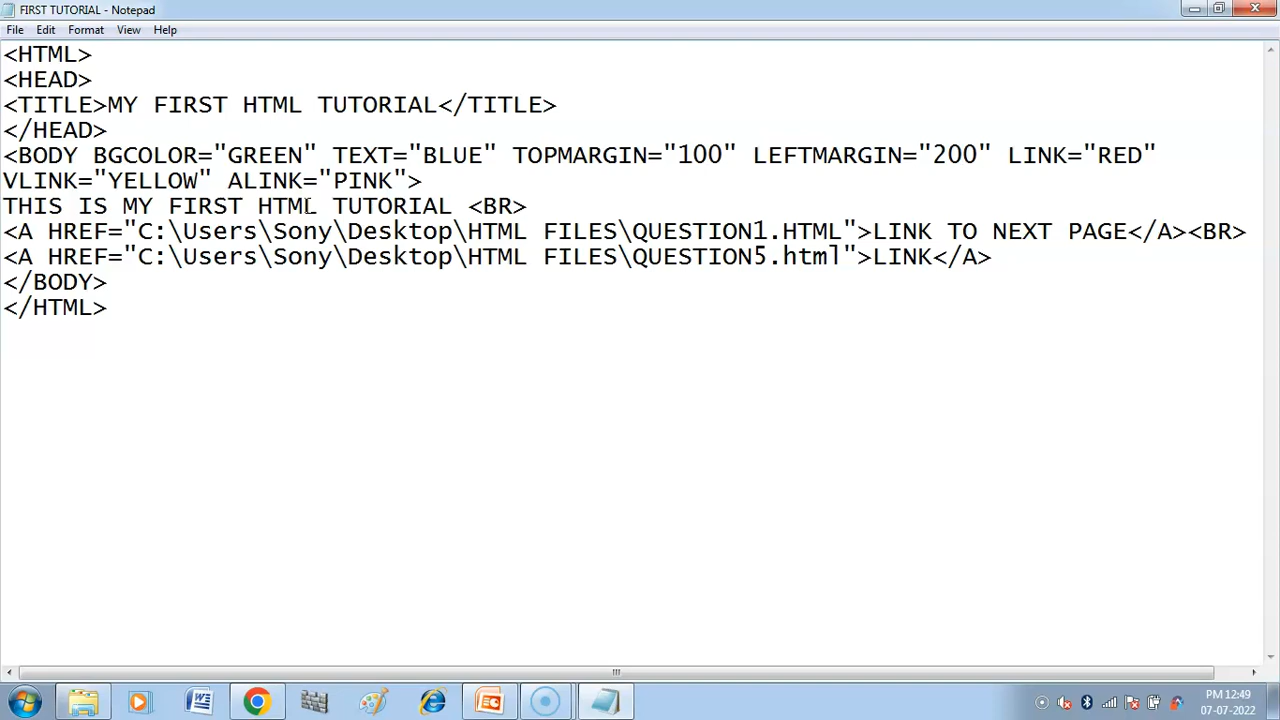 FIRST TUTORIAL - Notepad
File Edit Format View Help
<HTML>
<HEAD>
<TITLE>MY FIRST HTML TUTORIAL</TITLE>
</HEAD>
<BODY BGCOLOR="GREEN" TEXT="BLUE" TOPMARGIN="100" LEFTMARGIN="200" LINK="RED"
VLINK="YELLOW" ALINK="PINK">
THIS IS MY FIRST HTML TUTORIAL <BR>
<A HREF="C:\Users\Sony\Desktop\HTML FILES\QUESTION1.HTML">LINK TO NEXT PAGE</A><BR>
<A HREF="C:\Users\Sony\Desktop\HTML FILES\QUESTION5.html">LINK</A>
</BODY>
</HTML>
PM 12:49
07-07-2022